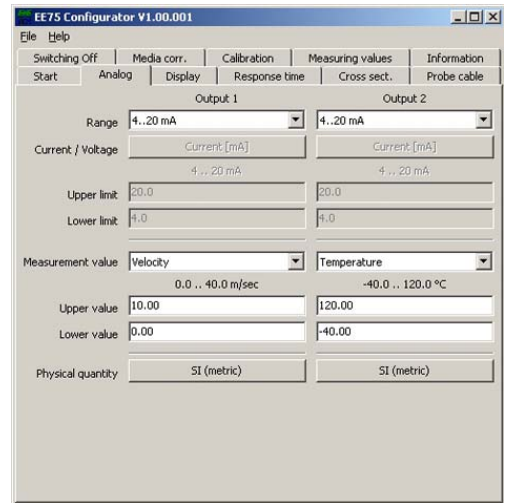 EE75 Configurator V1.00.001
File Help
Switching Off Media corr. Calibration Measuring values Information
Start Analog Display Response time Cross sect. Probe cable
Output 1 Output 2
Range 4..20 mA 4..20 mA
Current / Voltage Current [mA] Current [mA]
4 .. 20 mA 4 .. 20 mA
Upper limit 20.0 20.0
Lower limit 4.0 4.0
Measurement value Velocity Temperature
0.0 .. 40.0 m/sec -40.0 .. 120.0 °C
Upper value 10.00 120.00
Lower value 0.00 -40.00
Physical quantity SI (metric) SI (metric)